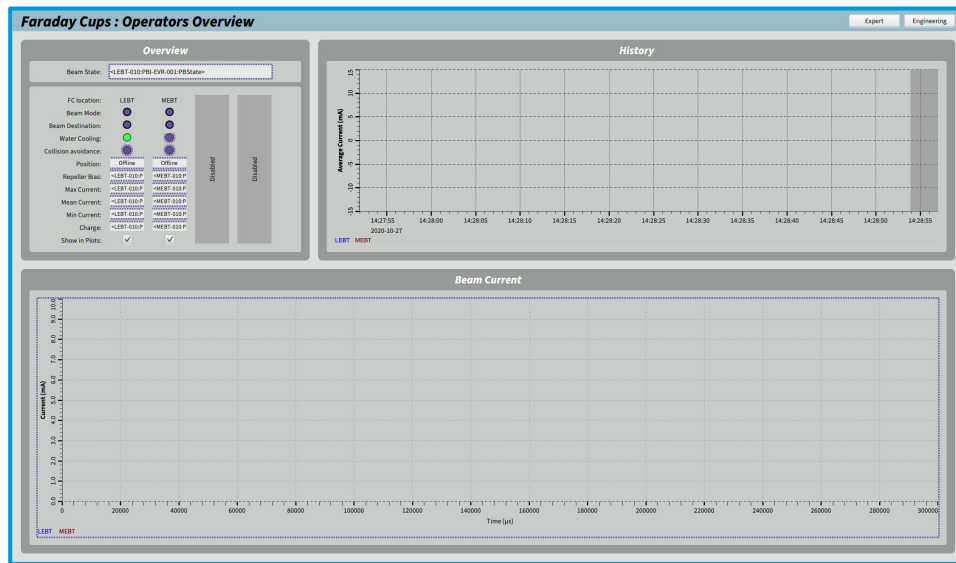 Faraday Cups : Operators Overview
Expert
Engineering
Overview
Beam State: <LEBT-010:PBI-EVR-001:PBState>
FC location: LEBT MEBT
Beam Mode:
Beam Destination:
Water Cooling:
Collision avoidance:
Position: Offline Offline
Repeller Bias: <LEBT-010:P <MEBT-010:P
Max Current: <LEBT-010:P <MEBT-010:P
Mean Current: <LEBT-010:P <MEBT-010:P
Min Current: <LEBT-010:P <MEBT-010:P
Charge: <LEBT-010:P <MEBT-010:P
Show in Plots:
Disabled
Disabled
History
Average Current (mA)
15
10
5
0
-5
-10
-15
14:27:55 14:28:00 14:28:05 14:28:10 14:28:15 14:28:20 14:28:25 14:28:30 14:28:35 14:28:40 14:28:45 14:28:50 14:28:55
2020-10-27
LEBT MEBT
Beam Current
Current (mA)
10.0
9.0
8.0
7.0
6.0
5.0
4.0
3.0
2.0
1.0
0.0
0 20000 40000 60000 80000 100000 120000 140000 160000 180000 200000 220000 240000 260000 280000 300000
Time (µs)
LEBT MEBT